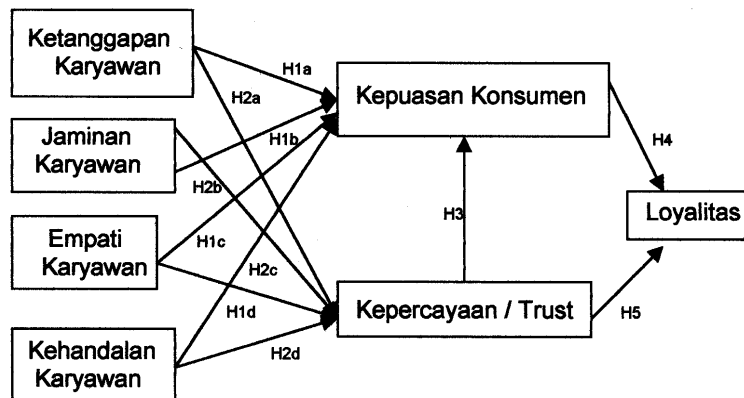 Ketanggapan
Karyawan
H1a
H2a
Kepuasan Konsumen
Jaminan
Karyawan
H1b
H2b
H4
Loyalitas
Empati
Karyawan
H1c
H2c
H3
Kepercayaan / Trust
H1d
H5
H2d
Kehandalan
Karyawan